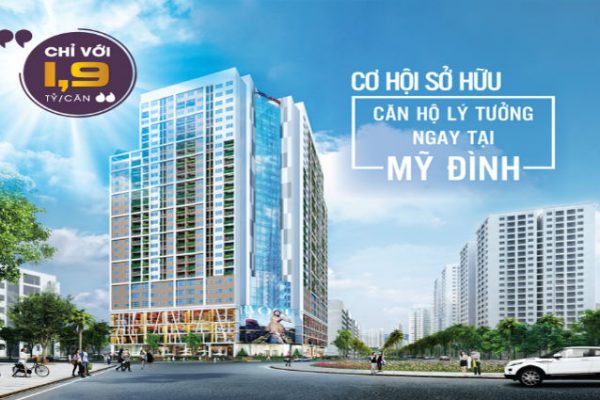 CHỈ VỚI
1,9
TỶ/CĂN
CƠ HỘI SỞ HỮU
CĂN HỘ LÝ TƯỞNG
NGAY TẠI
MỸ ĐÌNH